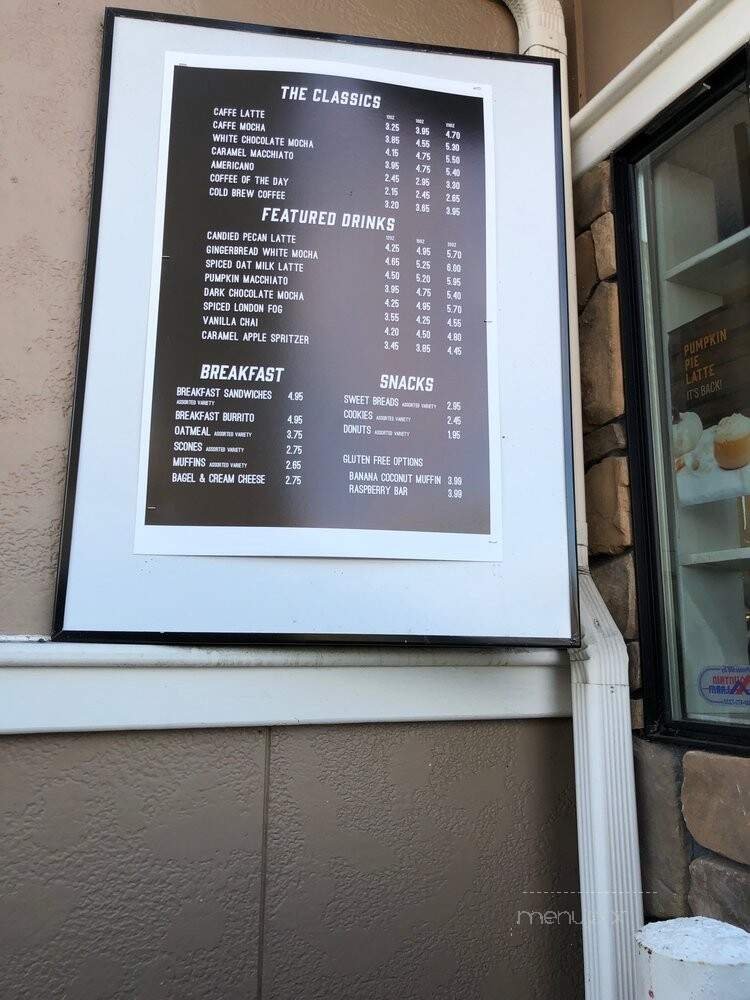 THE CLASSICS
12OZ 16OZ 20OZ
CAFFE LATTE 3.25 3.95 4.70
CAFFE MOCHA 3.85 4.55 5.30
WHITE CHOCOLATE MOCHA 4.15 4.75 5.50
CARAMEL MACCHIATO 3.95 4.75 5.40
AMERICANO 2.45 2.95 3.30
COFFEE OF THE DAY 2.15 2.45 2.65
COLD BREW COFFEE 3.20 3.65 3.95
FEATURED DRINKS
12OZ 16OZ 20OZ
CANDIED PECAN LATTE 4.25 4.95 5.70
GINGERBREAD WHITE MOCHA 4.65 5.25 6.00
SPICED OAT MILK LATTE 4.50 5.20 5.95
PUMPKIN MACCHIATO 3.95 4.75 5.40
DARK CHOCOLATE MOCHA 4.25 4.95 5.70
SPICED LONDON FOG 3.55 4.25 4.55
VANILLA CHAI 4.20 4.50 4.80
CARAMEL APPLE SPRITZER 3.45 3.85 4.45
BREAKFAST
BREAKFAST SANDWICHES 4.95
ASSORTED VARIETY
BREAKFAST BURRITO 4.95
OATMEAL ASSORTED VARIETY 3.75
SCONES ASSORTED VARIETY 2.75
MUFFINS ASSORTED VARIETY 2.65
BAGEL & CREAM CHEESE 2.75
SNACKS
SWEET BREADS ASSORTED VARIETY 2.95
COOKIES ASSORTED VARIETY 2.45
DONUTS ASSORTED VARIETY 1.95
GLUTEN FREE OPTIONS
BANANA COCONUT MUFFIN 3.99
RASPBERRY BAR 3.99
PUMPKIN
PIE
LATTE
IT'S BACK!